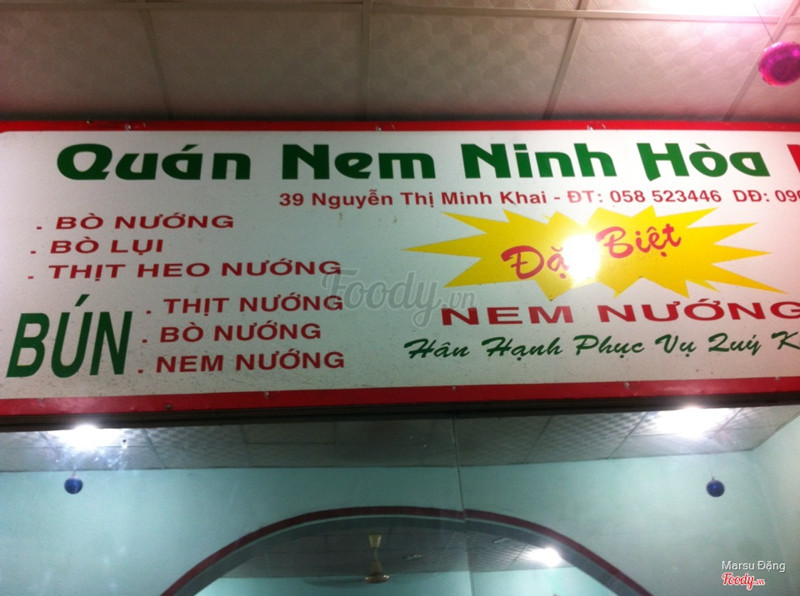 Quán Nem Ninh Hòa
39 Nguyễn Thị Minh Khai - ĐT: 058 523446 DĐ: 090
. BÒ NƯỚNG
. BÒ LỤI
. THỊT HEO NƯỚNG
Đặc Biệt
NEM NƯỚNG
Hân Hạnh Phục Vụ Quý
BÚN
. THỊT NƯỚNG
. BÒ NƯỚNG
. NEM NƯỚNG
Foody.vn
Marsu Đặng
Foody.vn